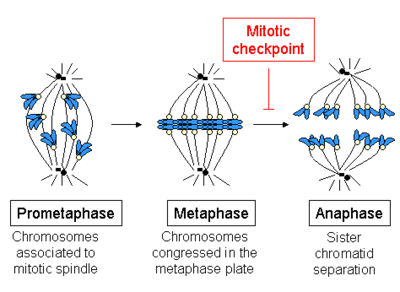 Mitotic
checkpoint
Prometaphase
Chromosomes
associated to
mitotic spindle
Metaphase
Chromosomes
congressed in the
metaphase plate
Anaphase
Sister
chromatid
separation